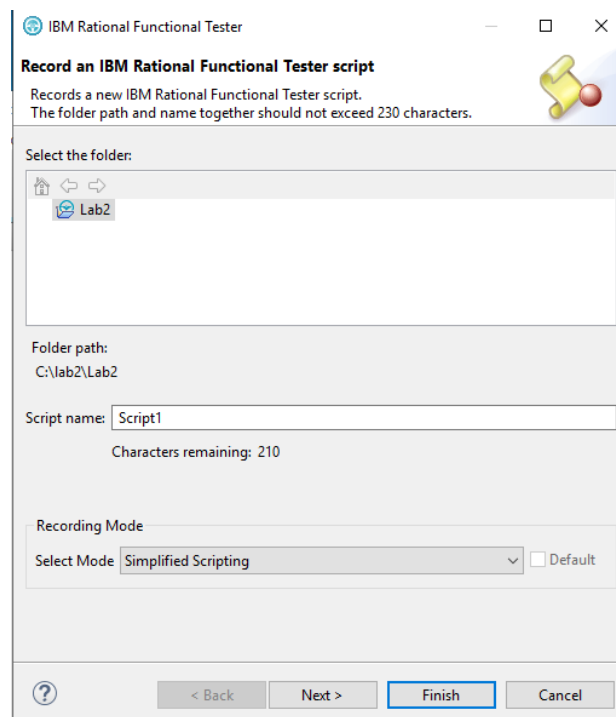 IBM Rational Functional Tester
Record an IBM Rational Functional Tester script
Records a new IBM Rational Functional Tester script.
The folder path and name together should not exceed 230 characters.
Select the folder:
Lab2
Folder path:
C:\lab2\Lab2
Script name: Script1
Characters remaining: 210
Recording Mode
Select Mode Simplified Scripting Default
< Back Next > Finish Cancel